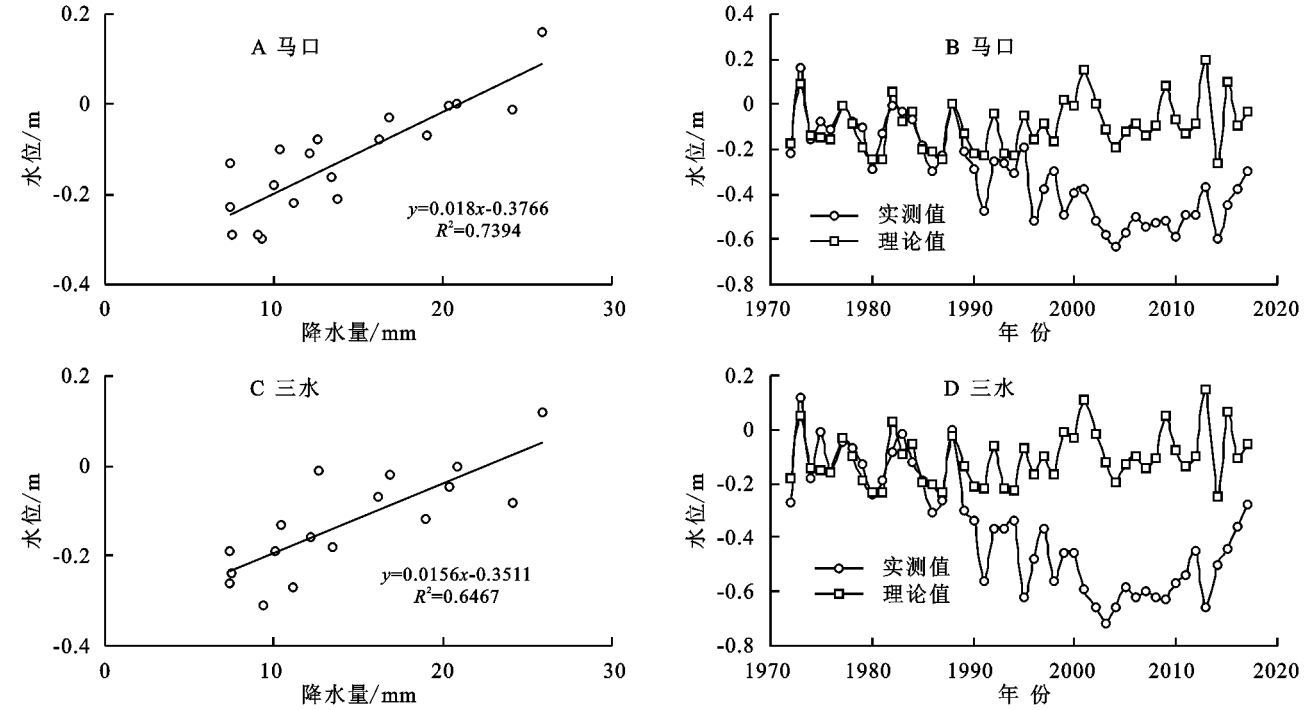 A 马口
0.2
0
-0.2
-0.4
水位/m
y=0.018x-0.3766
R²=0.7394
0
10
20
30
降水量/mm
B 马口
0.4
0.2
0
-0.2
-0.4
-0.6
-0.8
水位/m
实测值
理论值
1970
1980
1990
2000
2010
2020
年 份
C 三水
0.2
0
-0.2
-0.4
水位/m
y=0.0156x-0.3511
R²=0.6467
0
10
20
30
降水量/mm
D 三水
0.2
0
-0.2
-0.4
-0.6
-0.8
水位/m
实测值
理论值
1970
1980
1990
2000
2010
2020
年 份